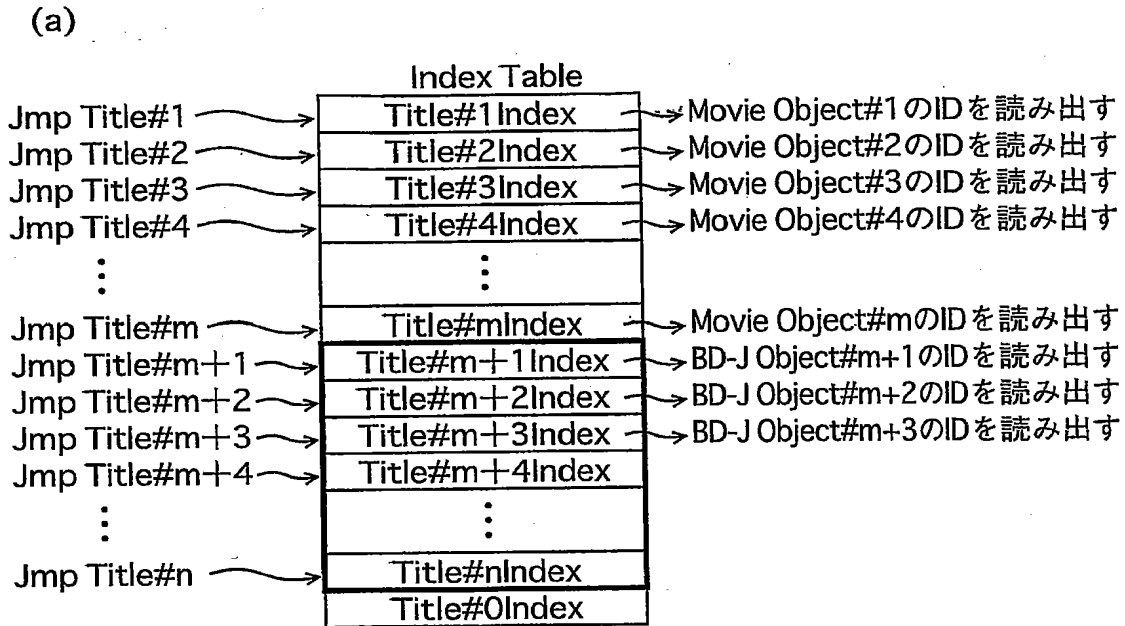 (a)
Index Table
Jmp Title#1 Title#1Index Movie Object#1のIDを読み出す
Jmp Title#2 Title#2Index Movie Object#2のIDを読み出す
Jmp Title#3 Title#3Index Movie Object#3のIDを読み出す
Jmp Title#4 Title#4Index Movie Object#4のIDを読み出す
⋮ ⋮
Jmp Title#m Title#mIndex Movie Object#mのIDを読み出す
Jmp Title#m+1 Title#m+1Index BD-J Object#m+1のIDを読み出す
Jmp Title#m+2 Title#m+2Index BD-J Object#m+2のIDを読み出す
Jmp Title#m+3 Title#m+3Index BD-J Object#m+3のIDを読み出す
Jmp Title#m+4 Title#m+4Index
⋮ ⋮
Jmp Title#n Title#nIndex
Title#0Index